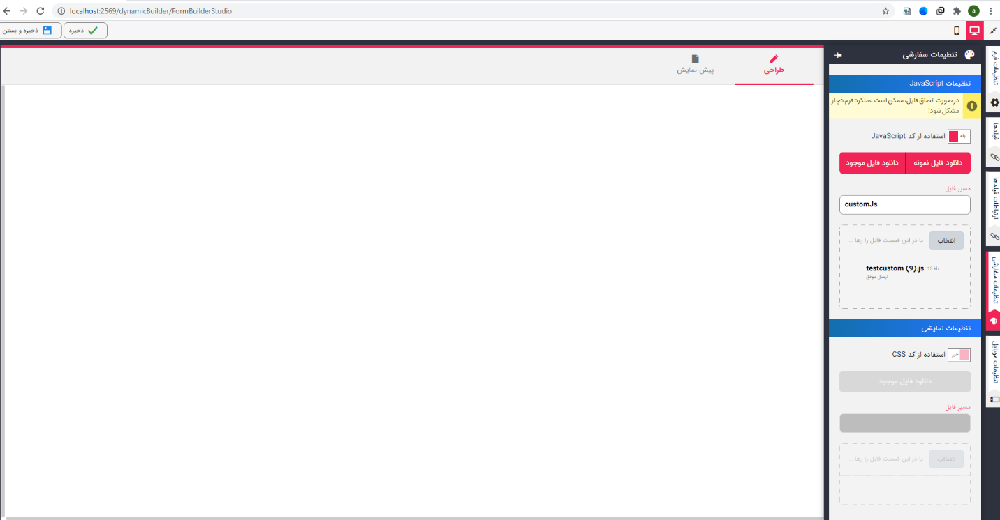 localhost:2569/dynamicBuilder/FormBuilderStudio
a
ذخیره
ذخیره و بستن
طراحی
پیش نمایش
تنظیمات سفارشی
تنظیمات JavaScript
در صورت الصاق فایل، ممکن است عملکرد فرم دچار
مشکل شود!
بله
استفاده از کد JavaScript
دانلود فایل نمونه
دانلود فایل موجود
مسیر فایل
customJs
انتخاب
یا در این قسمت فایل را رها ...
testcustom (9).js 15 kb
ارسال موفق
تنظیمات نمایشی
خیر
استفاده از کد CSS
دانلود فایل موجود
مسیر فایل
انتخاب
یا در این قسمت فایل را رها ...
تنظیمات فرم
فیلدها
ارتباطات فیلدها
تنظیمات سفارشی
تنظیمات موبایل